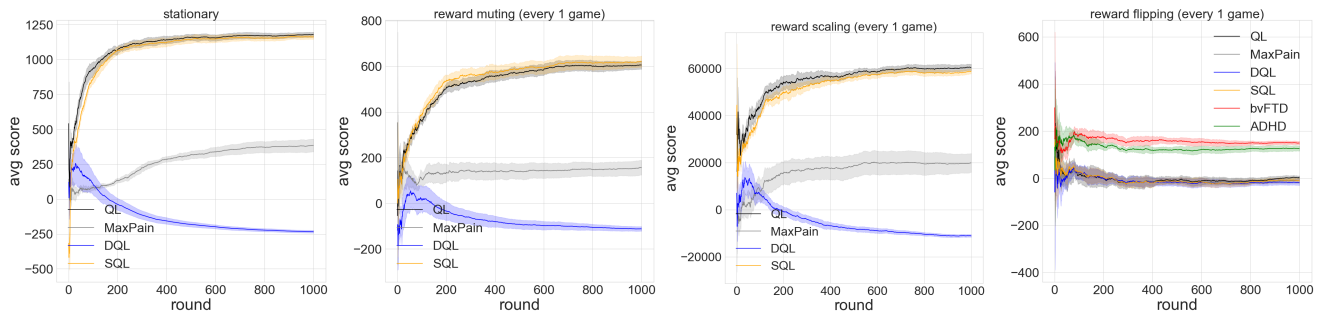 stationary
avg score
1250
1000
750
500
250
0
−250
−500
QL
MaxPain
DQL
SQL
0 200 400 600 800 1000
round
reward muting (every 1 game)
avg score
800
600
400
200
0
−200
QL
MaxPain
DQL
SQL
0 200 400 600 800 1000
round
reward scaling (every 1 game)
avg score
60000
40000
20000
0
−20000
QL
MaxPain
DQL
SQL
0 200 400 600 800 1000
round
reward flipping (every 1 game)
avg score
600
400
200
0
−200
−400
QL
MaxPain
DQL
SQL
bvFTD
ADHD
0 200 400 600 800 1000
round